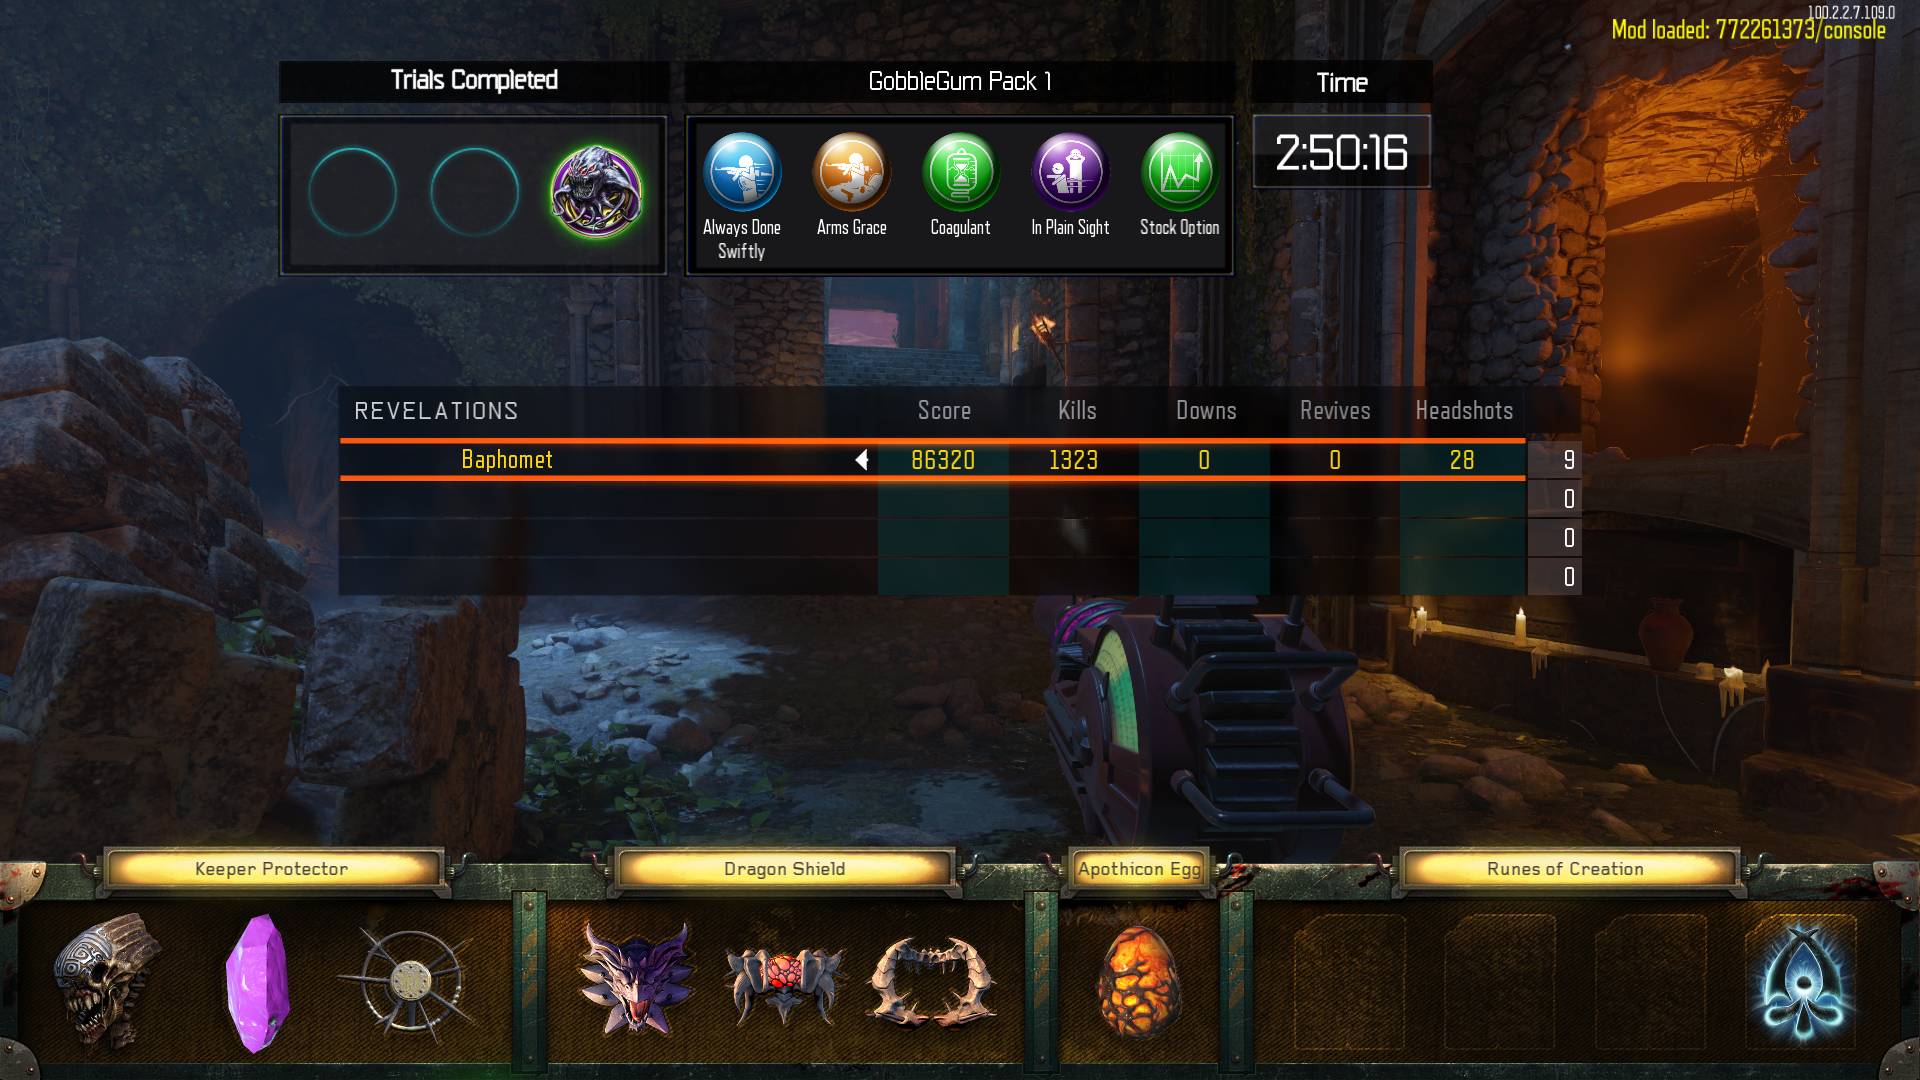 100.2.2.7.109.0
Mod loaded: 772261373/console
Trials Completed
GobbleGum Pack 1
Time
2:50:16
Always Done Swiftly
Arms Grace
Coagulant
In Plain Sight
Stock Option
REVELATIONS Score Kills Downs Revives Headshots
Baphomet 86320 1323 0 0 28 9
0
0
0
Keeper Protector
Dragon Shield
Apothicon Egg
Runes of Creation